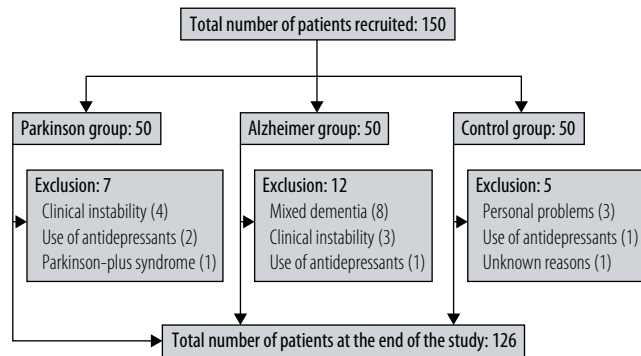 Total number of patients recruited: 150
Parkinson group: 50
Alzheimer group: 50
Control group: 50
Exclusion: 7
Clinical instability (4)
Use of antidepressants (2)
Parkinson-plus syndrome (1)
Exclusion: 12
Mixed dementia (8)
Clinical instability (3)
Use of antidepressants (1)
Exclusion: 5
Personal problems (3)
Use of antidepressants (1)
Unknown reasons (1)
Total number of patients at the end of the study: 126